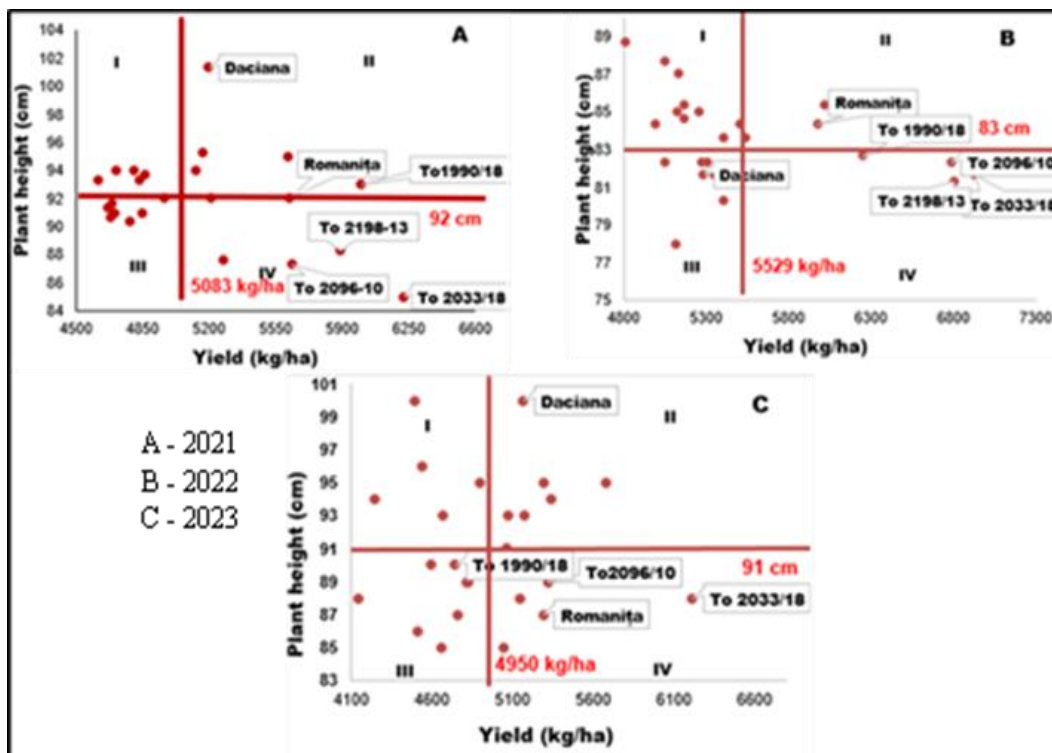 A
I
II
Daciana
Romanița
To1990/18
92 cm
To 2198-13
III
IV
5083 kg/ha
To 2096-10
To 2033/18
Plant height (cm)
104
102
100
98
96
94
92
90
88
86
84
4500 4850 5200 5550 5900 6250 6600
Yield (kg/ha)
B
I
II
Romanița
83 cm
To 1990/18
To 2096/10
Daciana
To 2198/13
To 2033/18
III
5529 kg/ha
IV
Plant height (cm)
89
87
85
83
81
79
77
75
4800 5300 5800 6300 6800 7300
Yield (kg/ha)
A - 2021
B - 2022
C - 2023
C
I
II
Daciana
To 1990/18
To2096/10
91 cm
To 2033/18
Romanița
III
4950 kg/ha
IV
Plant height (cm)
101
99
97
95
93
91
89
87
85
83
4100 4600 5100 5600 6100 6600
Yield (kg/ha)